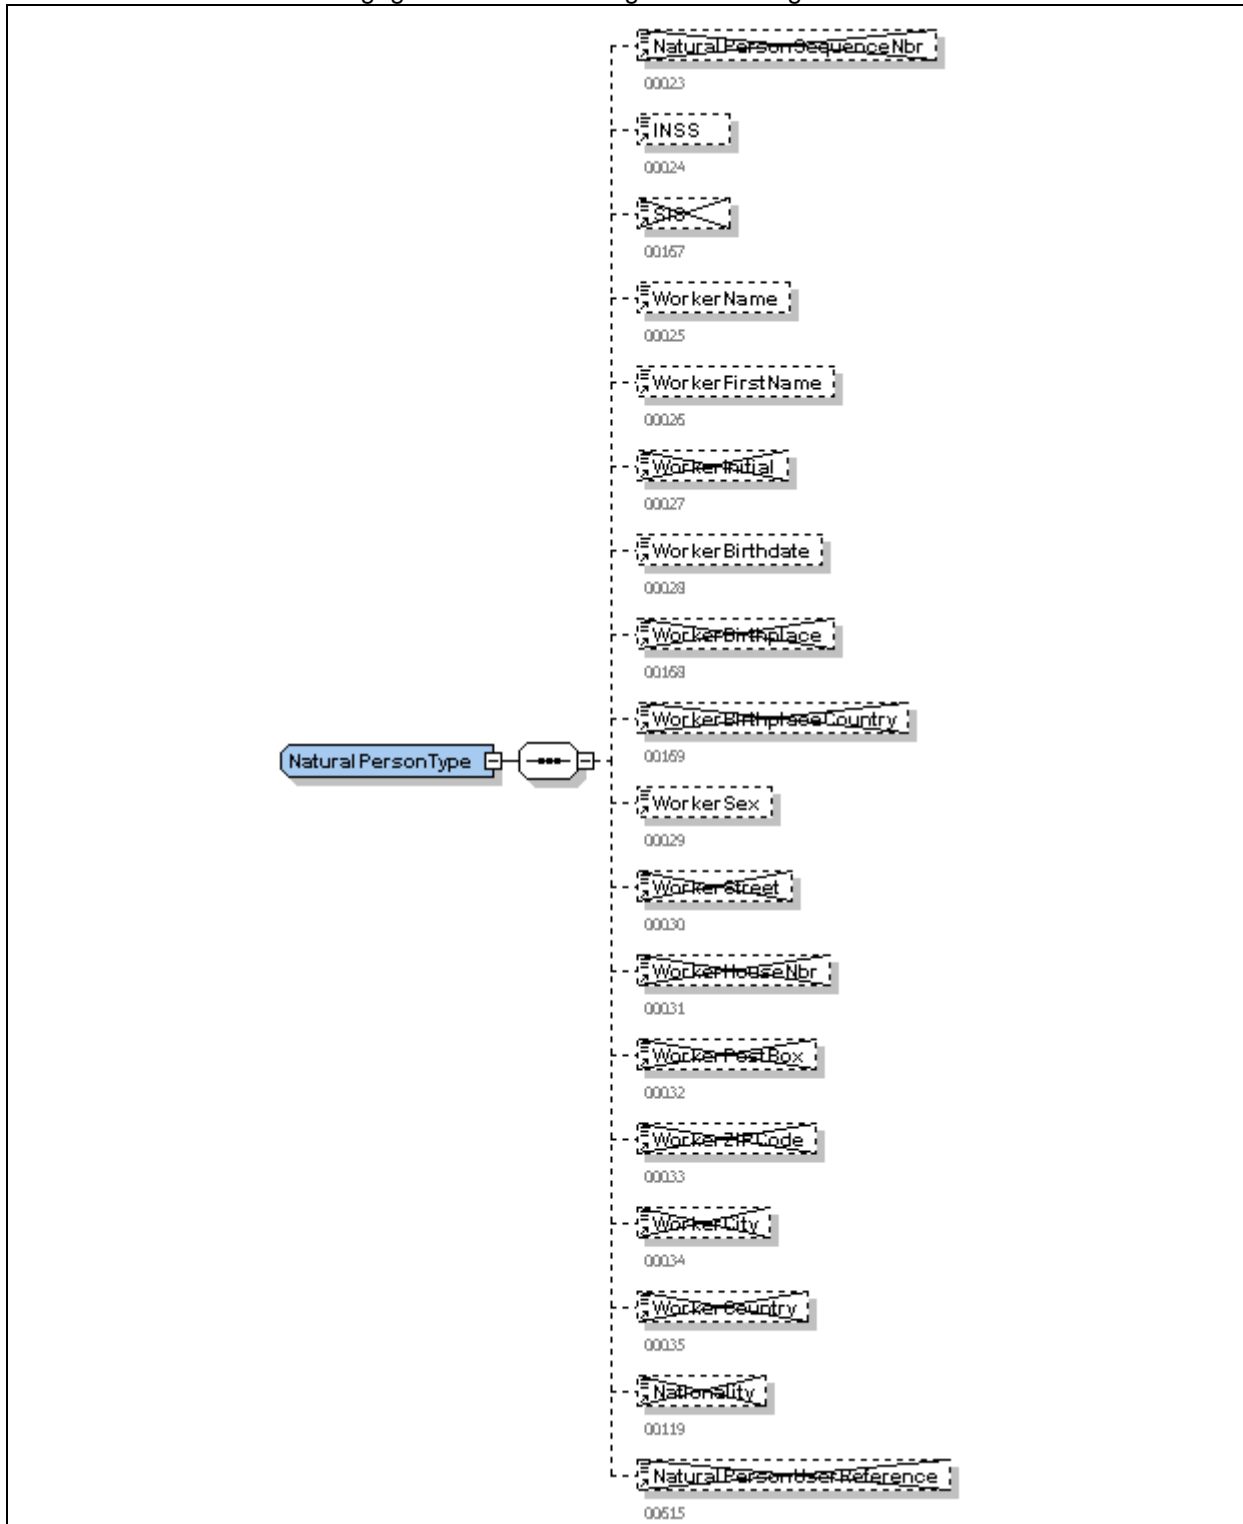 NaturalPersonSequenceNbr
00023
INSS
00024
SIS
00167
WorkerName
00025
WorkerFirstName
00026
WorkerInitial
00027
WorkerBirthdate
00028
WorkerBirthplace
00168
WorkerBirthplaceCountry
00169
NaturalPersonType
WorkerSex
00029
WorkerStreet
00030
WorkerHouseNbr
00031
WorkerPostBox
00032
WorkerZIPCode
00033
WorkerCity
00034
WorkerCountry
00035
Nationality
00119
NaturalPersonUserReference
00615